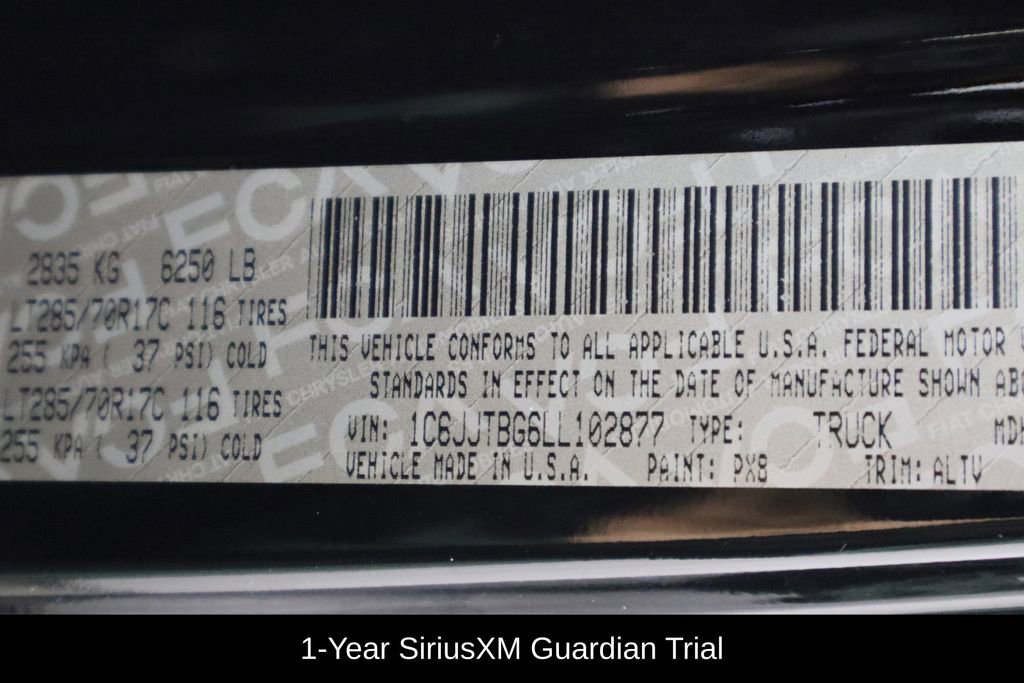 2835 KG 6250 LB
LT285/70R17C 116 TIRES
255 KPA ( 37 PSI) COLD
LT285/70R17C 116 TIRES
255 KPA ( 37 PSI) COLD
THIS VEHICLE CONFORMS TO ALL APPLICABLE U.S.A. FEDERAL MOTOR
STANDARDS IN EFFECT ON THE DATE OF MANUFACTURE SHOWN ABO
VIN: 1C6JJTBG6LL102877 TYPE: TRUCK MDH
VEHICLE MADE IN U.S.A. PAINT: PX8 TRIM: ALTV
1-Year SiriusXM Guardian Trial